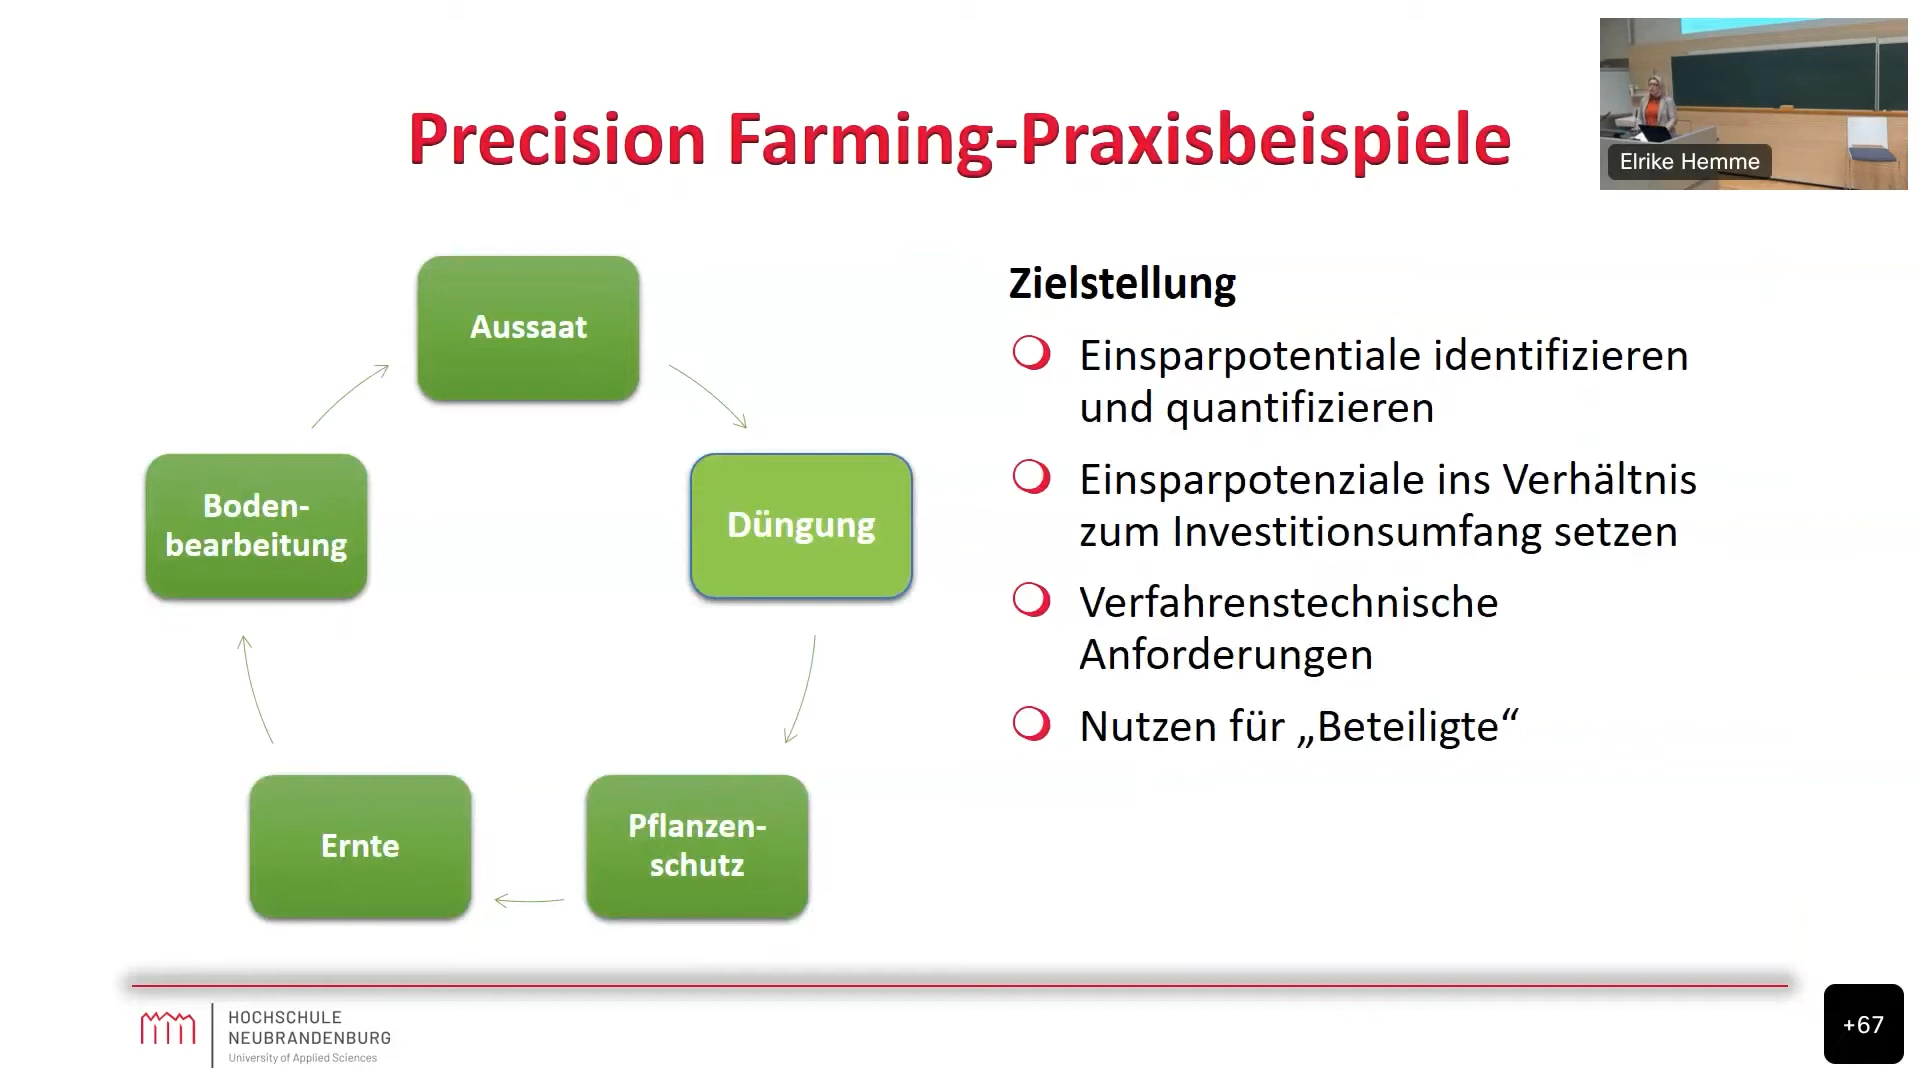 Precision Farming-Praxisbeispiele
Elrike Hemme
Aussaat
Düngung
Pflanzen-
schutz
Ernte
Boden-
bearbeitung
Zielstellung
Einsparpotentiale identifizieren
und quantifizieren
Einsparpotenziale ins Verhältnis
zum Investitionsumfang setzen
Verfahrenstechnische
Anforderungen
Nutzen für „Beteiligte“
HOCHSCHULE
NEUBRANDENBURG
University of Applied Sciences
+67